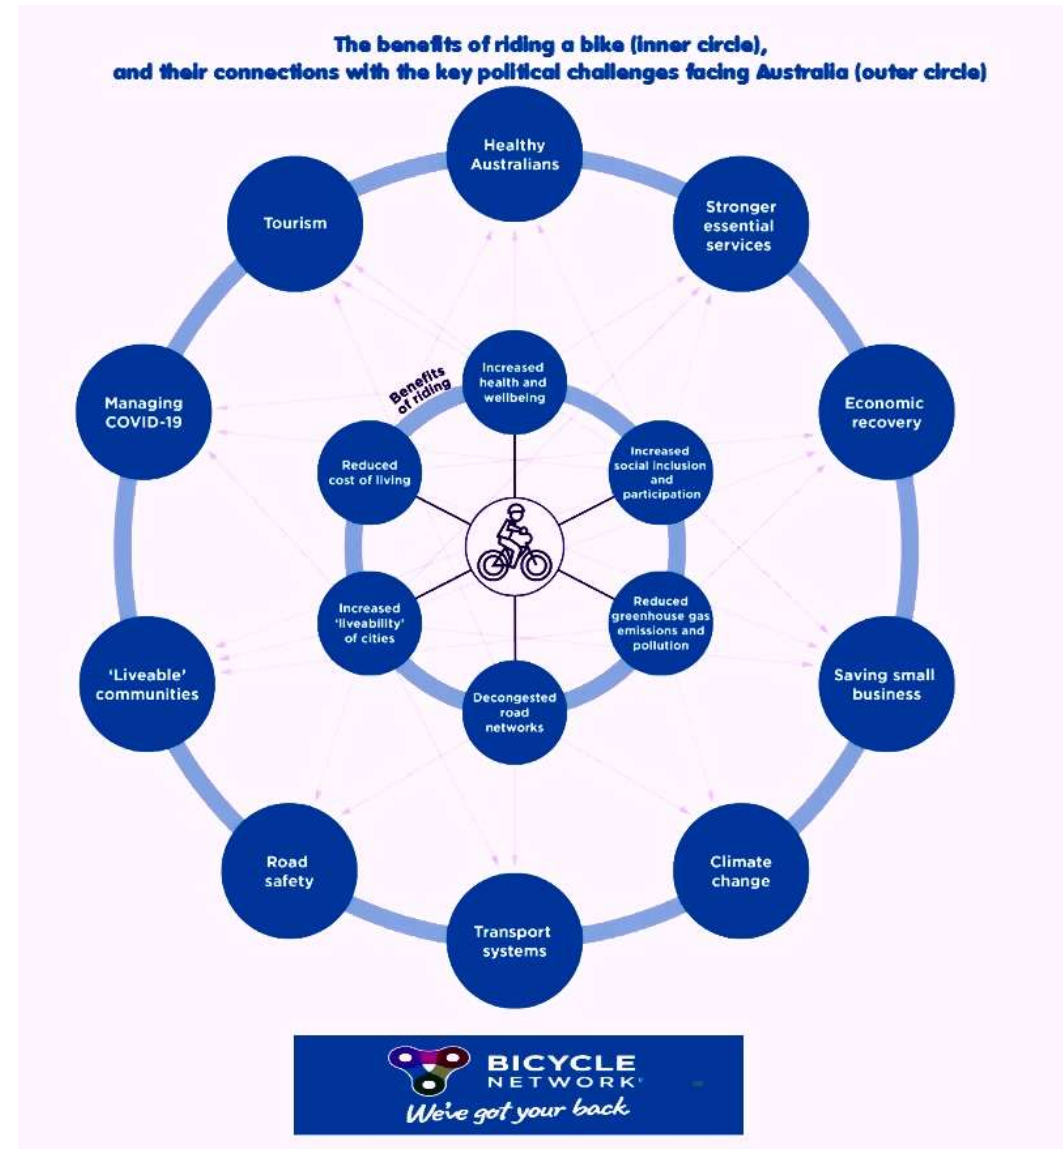 The benefits of riding a bike (inner circle),
and their connections with the key political challenges facing Australia (outer circle)
Healthy
Australians
Stronger
essential
services
Economic
recovery
Saving small
business
Climate
change
Transport
systems
Road
safety
‘Liveable’
communities
Managing
COVID-19
Tourism
Benefits
of riding
Increased
health and
wellbeing
Increased
social inclusion
and
participation
Reduced
greenhouse gas
emissions and
pollution
Decongested
road
networks
Increased
‘liveability’
of cities
Reduced
cost of living
BICYCLE
NETWORK
We've got your back